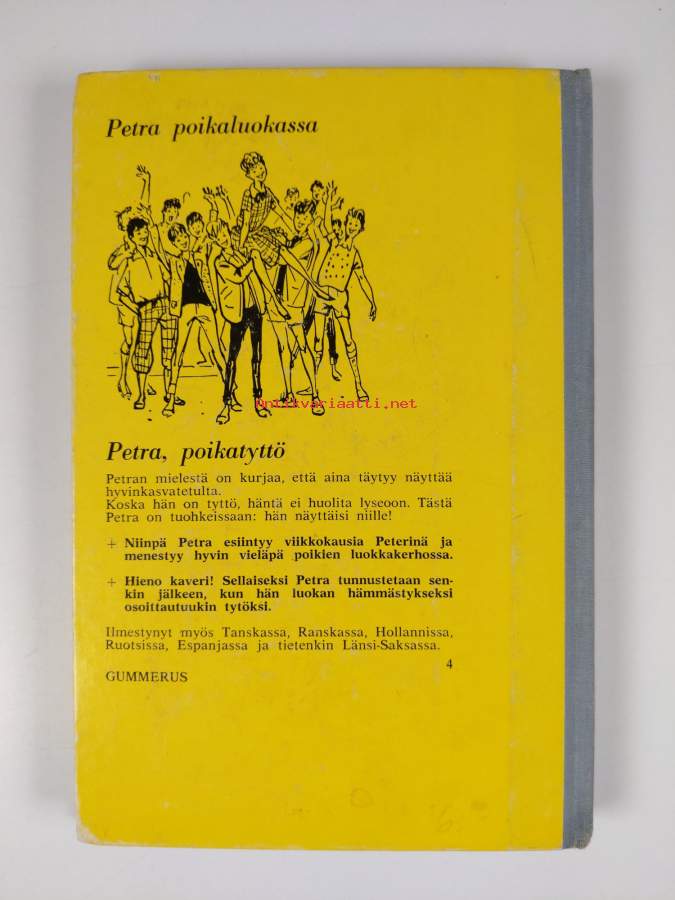 Petra poikaluokassa
antikvariaatti.net
Petra, poikatyttö
Petran mielestä on kurjaa, että aina täytyy näyttää
hyvinkasvatetulta.
Koska hän on tyttö, häntä ei huolita lyseoon. Tästä
Petra on tuohkeissaan: hän näyttäisi niille!
+ Niinpä Petra esiintyy viikkokausia Peterinä ja
menestyy hyvin vieläpä poikien luokkakerhossa.
+ Hieno kaveri! Sellaiseksi Petra tunnustetaan sen-
kin jälkeen, kun hän luokan hämmästykseksi
osoittautuukin tytöksi.
Ilmestynyt myös Tanskassa, Ranskassa, Hollannissa,
Ruotsissa, Espanjassa ja tietenkin Länsi-Saksassa.
4
GUMMERUS